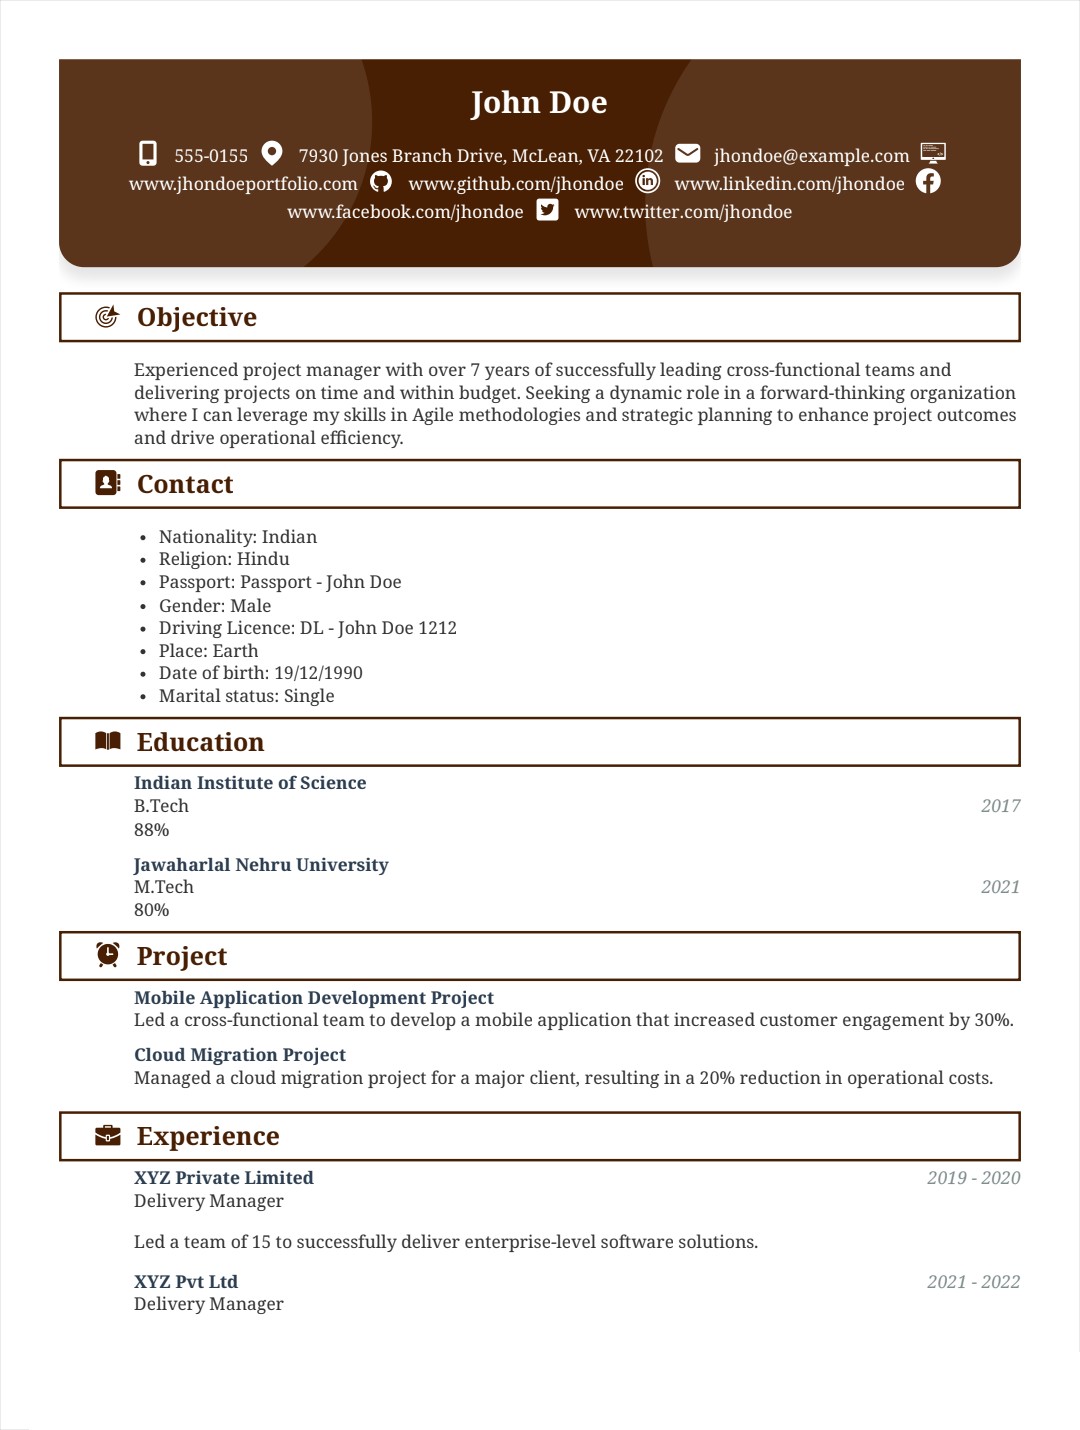 John Doe
555-0155 7930 Jones Branch Drive, McLean, VA 22102 jhondoe@example.com
www.jhondoeportfolio.com www.github.com/jhondoe www.linkedin.com/jhondoe
www.facebook.com/jhondoe www.twitter.com/jhondoe
Objective
Experienced project manager with over 7 years of successfully leading cross-functional teams and
delivering projects on time and within budget. Seeking a dynamic role in a forward-thinking organization
where I can leverage my skills in Agile methodologies and strategic planning to enhance project outcomes
and drive operational efficiency.
Contact
• Nationality: Indian
• Religion: Hindu
• Passport: Passport - John Doe
• Gender: Male
• Driving Licence: DL - John Doe 1212
• Place: Earth
• Date of birth: 19/12/1990
• Marital status: Single
Education
Indian Institute of Science
B.Tech 2017
88%
Jawaharlal Nehru University
M.Tech 2021
80%
Project
Mobile Application Development Project
Led a cross-functional team to develop a mobile application that increased customer engagement by 30%.
Cloud Migration Project
Managed a cloud migration project for a major client, resulting in a 20% reduction in operational costs.
Experience
XYZ Private Limited 2019 - 2020
Delivery Manager
Led a team of 15 to successfully deliver enterprise-level software solutions.
XYZ Pvt Ltd 2021 - 2022
Delivery Manager